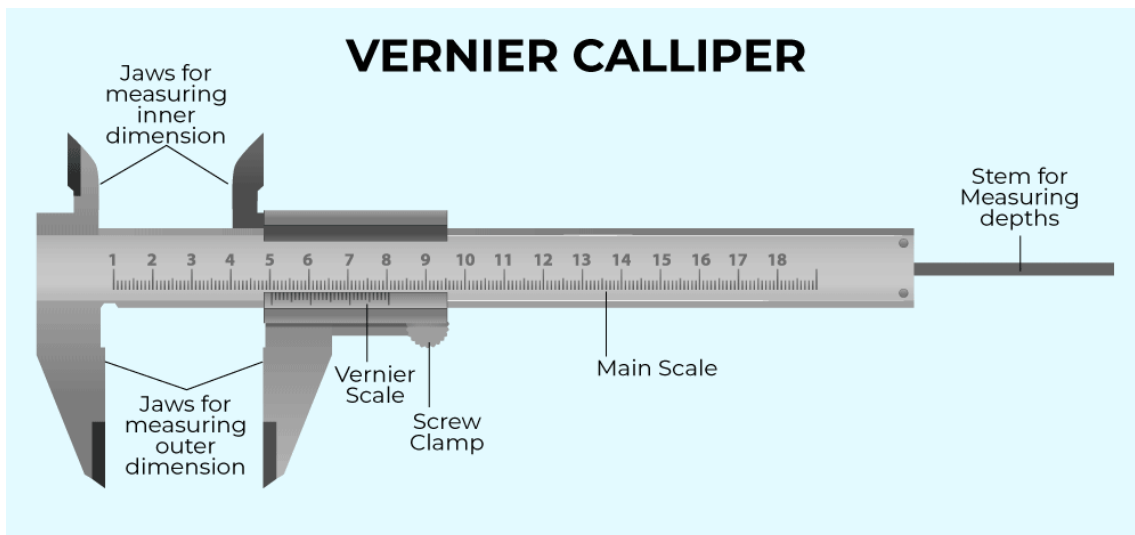 VERNIER CALLIPER
Jaws for
measuring
inner
dimension
Stem for
Measuring
depths
1 2 3 4 5 6 7 8 9 10 11 12 13 14 15 16 17 18
Vernier
Scale
Main Scale
Screw
Clamp
Jaws for
measuring
outer
dimension